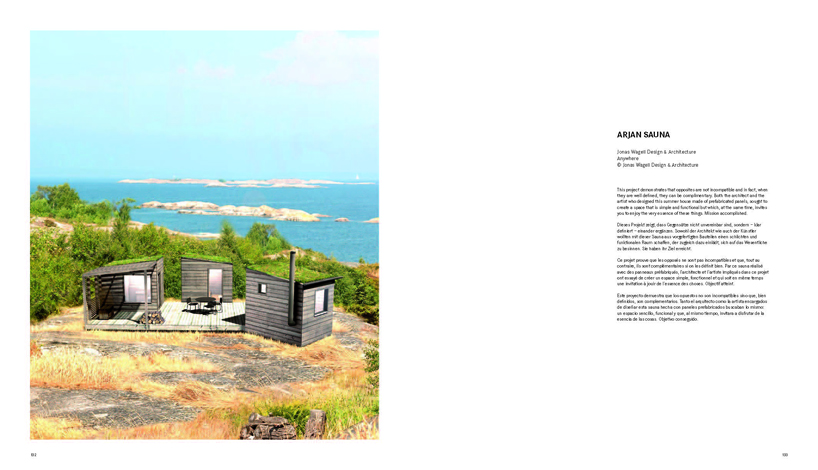 ARJAN SAUNA
Jonas Wagell Design & Architecture
Anywhere
© Jonas Wagell Design & Architecture
This project demonstrates that opposites are not incompatible and in fact, when
they are well defined, they can be complimentary. Both the architect and the
artist who designed this summer house made of prefabricated panels, sought to
create a space that is simple and functional but which, at the same time, invites
you to enjoy the very essence of these things. Mission accomplished.
Dieses Projekt zeigt, dass Gegensätze nicht unvereinbar sind, sondern – klar
definiert – einander ergänzen. Sowohl der Architekt wie auch der Künstler
wollten mit dieser Sauna aus vorgefertigten Bauteilen einen schlichten und
funktionalen Raum schaffen, der zugleich dazu einlädt, sich auf das Wesentliche
zu besinnen. Sie haben ihr Ziel erreicht.
Ce projet prouve que les opposés ne sont pas incompatibles et que, tout au
contraire, ils sont complémentaires si on les définit bien. Par ce sauna réalisé
avec des panneaux préfabriqués, l'architecte et l'artiste impliqués dans ce projet
ont essayé de créer un espace simple, fonctionnel et qui soit en même temps
une invitation à jouir de l'essence des choses. Objectif atteint.
Este proyecto demuestra que los opuestos no son incompatibles sino que, bien
definidos, son complementarios. Tanto el arquitecto como la artista encargados
de diseñar esta sauna hecha con paneles prefabricados buscaban lo mismo:
un espacio sencillo, funcional y que, al mismo tiempo, invitara a disfrutar de la
esencia de las cosas. Objetivo conseguido.